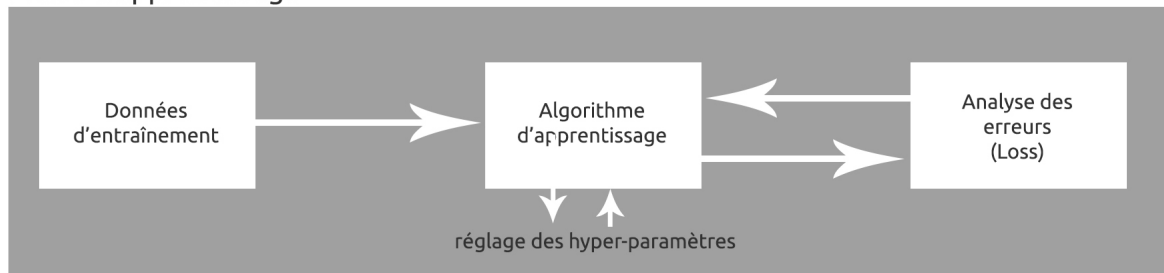 Données
d'entraînement
Algorithme
d'apprentissage
Analyse des
erreurs
(Loss)
réglage des hyper-paramètres